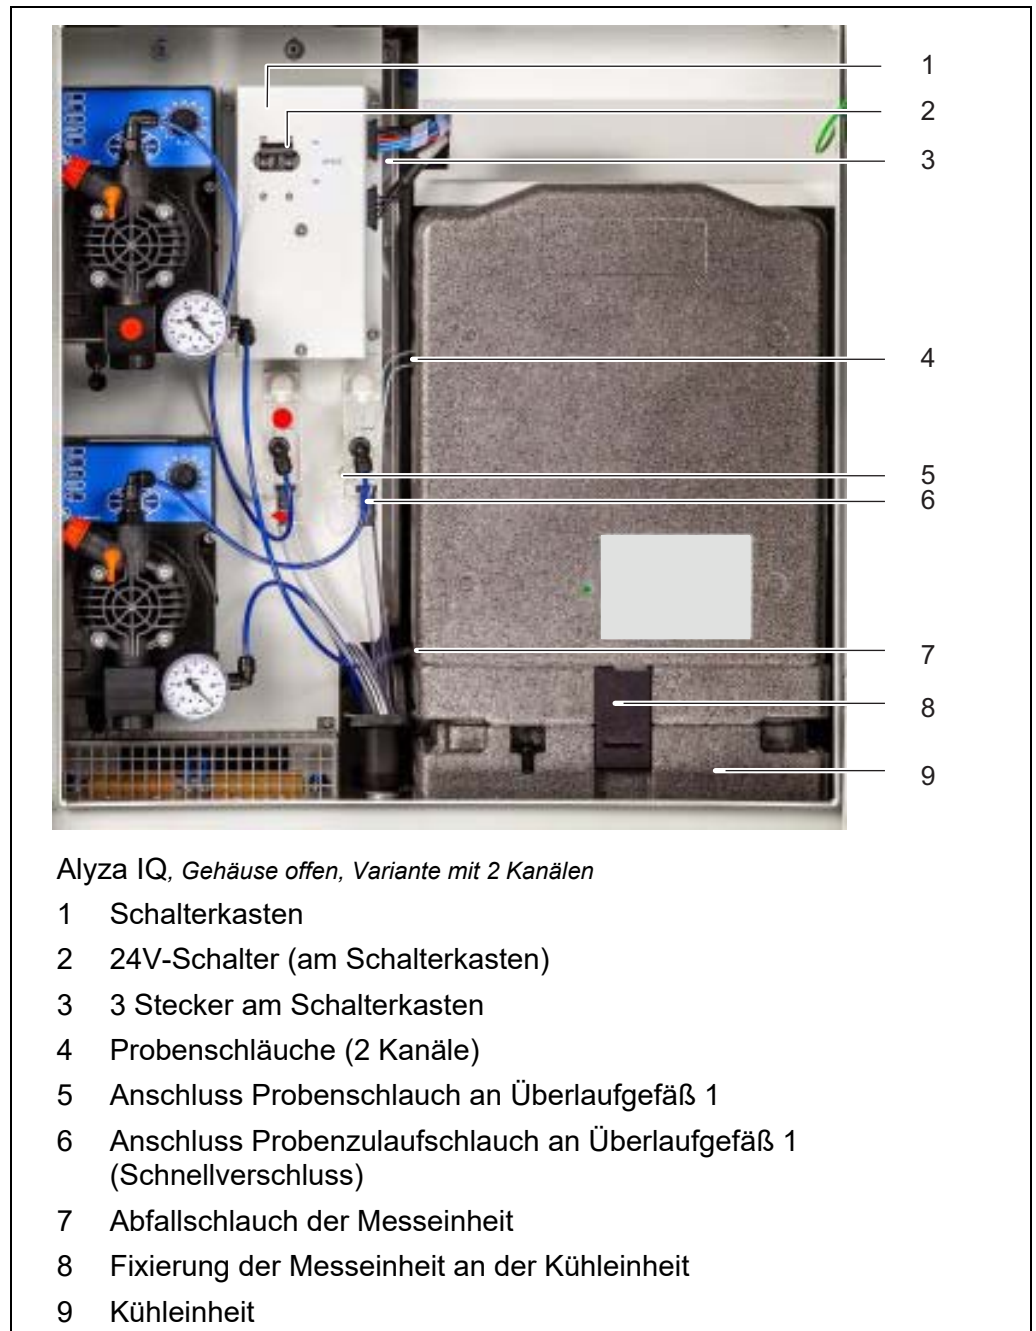 1
2
3
4
5
6
7
8
9
Alyza IQ, Gehäuse offen, Variante mit 2 Kanälen
1 Schalterkasten
2 24V-Schalter (am Schalterkasten)
3 3 Stecker am Schalterkasten
4 Probenschläuche (2 Kanäle)
5 Anschluss Probenschlauch an Überlaufgefäß 1
6 Anschluss Probenzulaufschlauch an Überlaufgefäß 1
(Schnellverschluss)
7 Abfallschlauch der Messeinheit
8 Fixierung der Messeinheit an der Kühleinheit
9 Kühleinheit